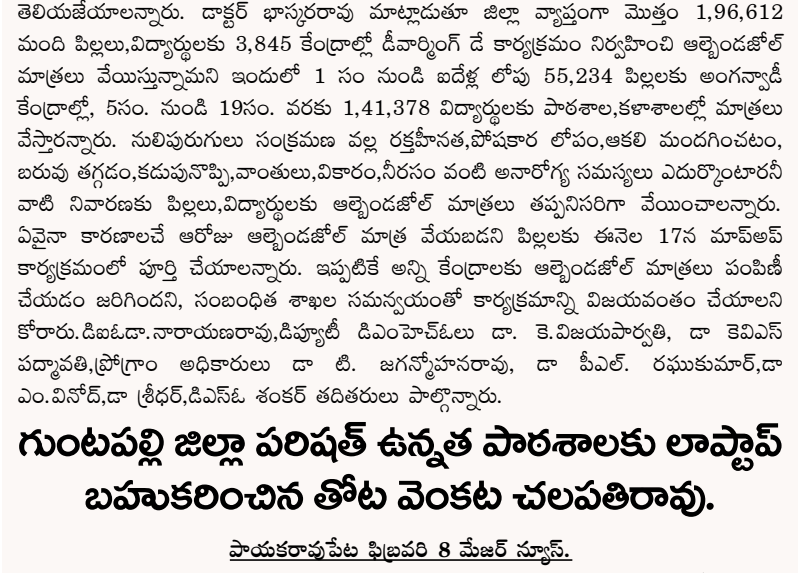 తెలియజేయాలన్నారు. డాక్టర్ భాస్కరరావు మాట్లాడుతూ జిల్లా వ్యాప్తంగా మొత్తం 1,96,612
మంది పిల్లలు,విద్యార్థులకు 3,845 కేంద్రాల్లో డీవార్మింగ్ డే కార్యక్రమం నిర్వహించి ఆల్బెండజోల్
మాత్రలు వేయిస్తున్నామని ఇందులో 1 సం నుండి ఐదేళ్ల లోపు 55,234 పిల్లలకు అంగన్వాడీ
కేంద్రాల్లో, 5సం. నుండి 19సం. వరకు 1,41,378 విద్యార్థులకు పాఠశాల,కళాశాలల్లో మాత్రలు
వేస్తారన్నారు. నులిపురుగులు సంక్రమణ వల్ల రక్తహీనత,పోషకార లోపం,ఆకలి మందగించటం,
బరువు తగ్గడం,కడుపునొప్పి,వాంతులు,వికారం,నీరసం వంటి అనారోగ్య సమస్యలు ఎదుర్కొంటారనీ
వాటి నివారణకు పిల్లలు,విద్యార్థులకు ఆల్బెండజోల్ మాత్రలు తప్పనిసరిగా వేయించాలన్నారు.
ఏవైనా కారణాలచే ఆరోజు ఆల్బెండజోల్ మాత్ర వేయబడని పిల్లలకు ఈనెల 17న మాప్అప్
కార్యక్రమంలో పూర్తి చేయాలన్నారు. ఇప్పటికే అన్ని కేంద్రాలకు ఆల్బెండజోల్ మాత్రలు పంపిణీ
చేయడం జరిగిందని, సంబంధిత శాఖల సమన్వయంతో కార్యక్రమాన్ని విజయవంతం చేయాలని
కోరారు.డిఐఓడా.నారాయణరావు,డిప్యూటీ డిఎంహెచ్ఓలు డా. కె.విజయపార్వతి, డా కెవిఎస్
పద్మావతి,ప్రోగ్రాం అధికారులు డా టి. జగన్మోహనరావు, డా పీఎల్. రఘుకుమార్,డా
ఎం.వినోద్,డా శ్రీధర్,డిఎస్ఓ శంకర్ తదితరులు పాల్గొన్నారు.
గుంటపల్లి జిల్లా పరిషత్ ఉన్నత పాఠశాలకు లాప్టాప్
బహుకరించిన తోట వెంకట చలపతిరావు.
పాయకరావుపేట ఫిబ్రవరి 8 మేజర్ న్యూస్.